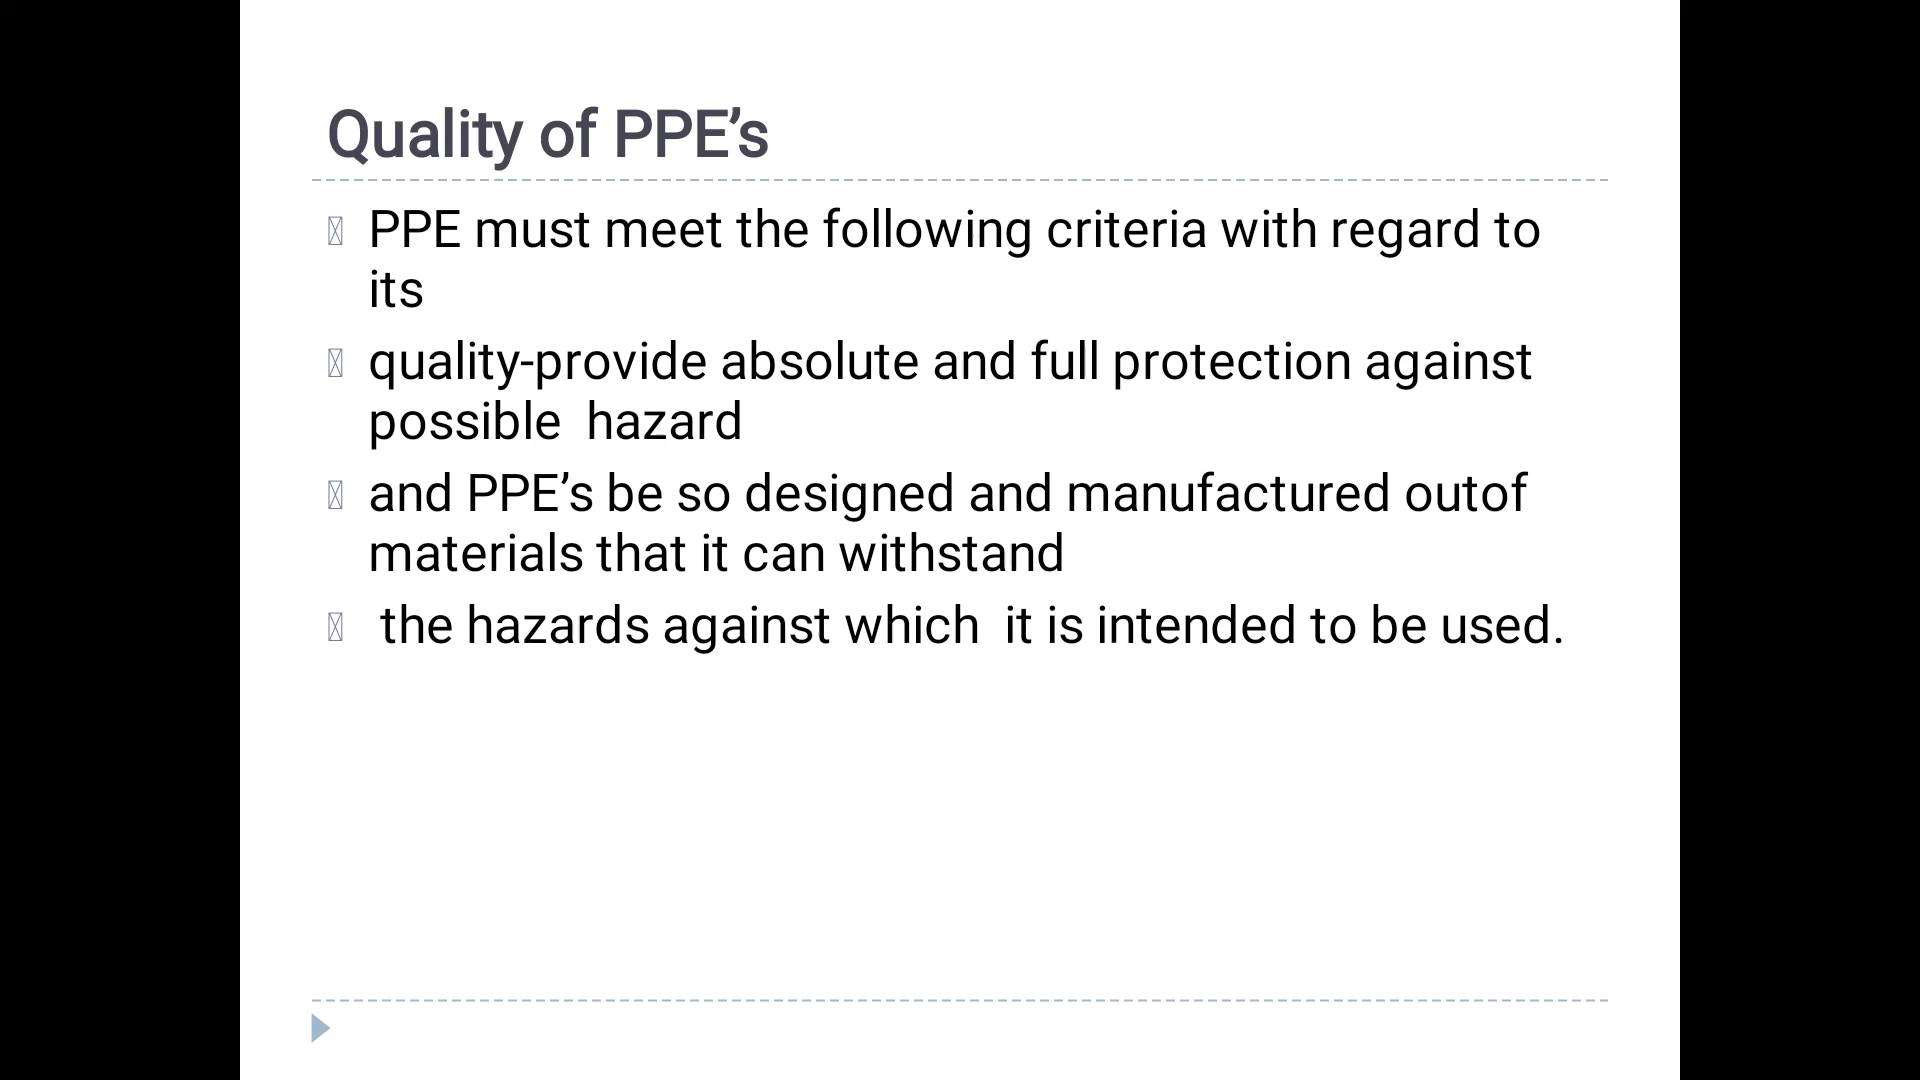 Quality of PPE’s
PPE must meet the following criteria with regard to
its
quality-provide absolute and full protection against
possible  hazard
and PPE’s be so designed and manufactured outof
materials that it can withstand
the hazards against which  it is intended to be used.